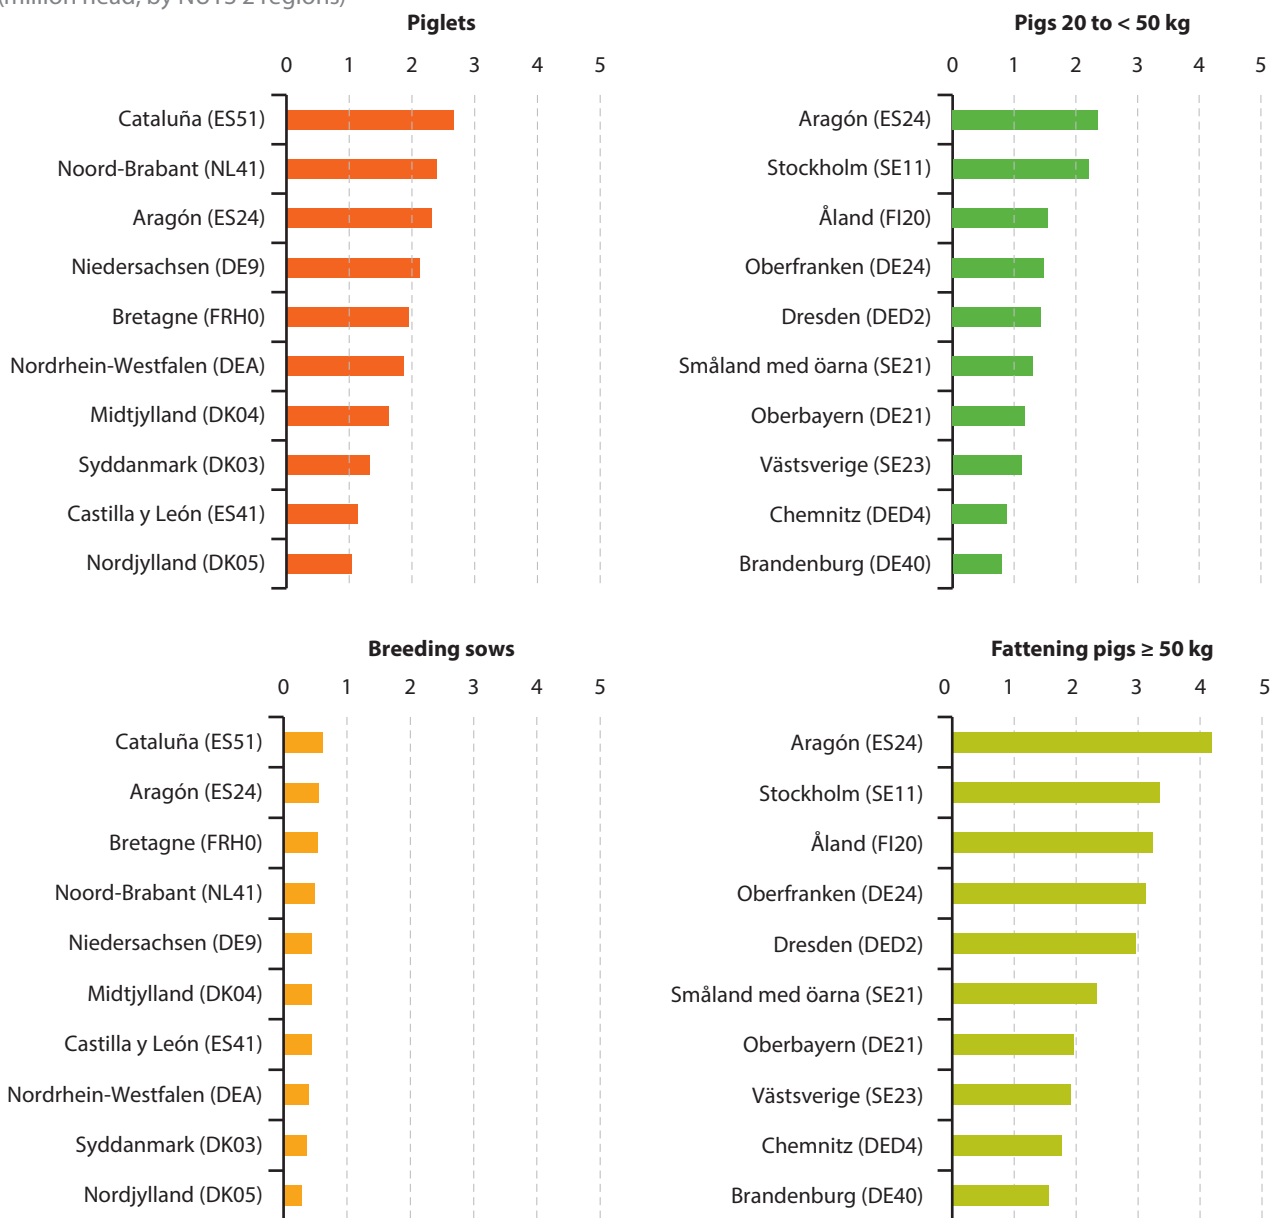 (million head, by NUTS 2 regions)
Piglets
0 1 2 3 4 5
Cataluña (ES51)
Noord-Brabant (NL41)
Aragón (ES24)
Niedersachsen (DE9)
Bretagne (FRH0)
Nordrhein-Westfalen (DEA)
Midtjylland (DK04)
Syddanmark (DK03)
Castilla y León (ES41)
Nordjylland (DK05)
Pigs 20 to < 50 kg
0 1 2 3 4 5
Aragón (ES24)
Stockholm (SE11)
Åland (FI20)
Oberfranken (DE24)
Dresden (DED2)
Småland med öarna (SE21)
Oberbayern (DE21)
Västsverige (SE23)
Chemnitz (DED4)
Brandenburg (DE40)
Breeding sows
0 1 2 3 4 5
Cataluña (ES51)
Aragón (ES24)
Bretagne (FRH0)
Noord-Brabant (NL41)
Niedersachsen (DE9)
Midtjylland (DK04)
Castilla y León (ES41)
Nordrhein-Westfalen (DEA)
Syddanmark (DK03)
Nordjylland (DK05)
Fattening pigs ≥ 50 kg
0 1 2 3 4 5
Aragón (ES24)
Stockholm (SE11)
Åland (FI20)
Oberfranken (DE24)
Dresden (DED2)
Småland med öarna (SE21)
Oberbayern (DE21)
Västsverige (SE23)
Chemnitz (DED4)
Brandenburg (DE40)